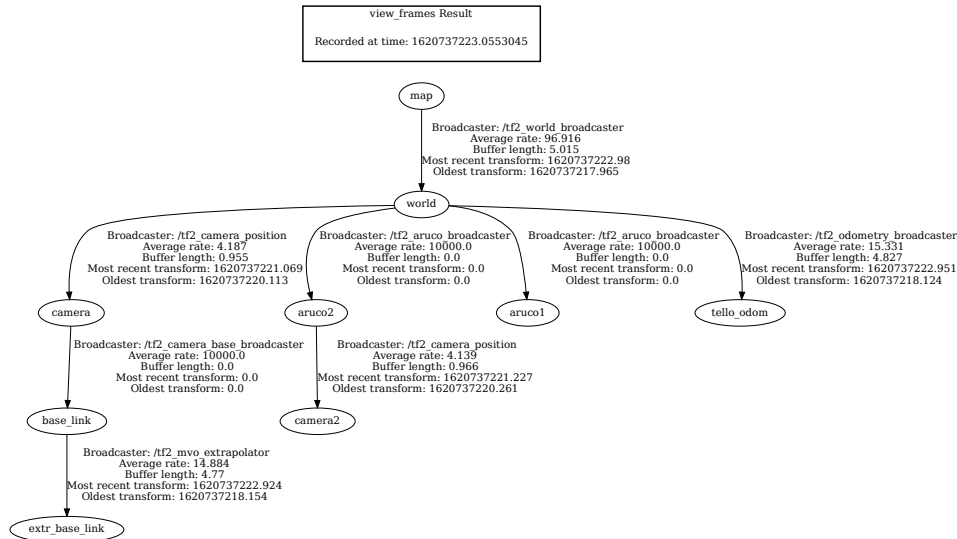 view_frames Result
Recorded at time: 1620737223.0553045
map
Broadcaster: /tf2_world_broadcaster
Average rate: 96.916
Buffer length: 5.015
Most recent transform: 1620737222.98
Oldest transform: 1620737217.965
world
Broadcaster: /tf2_camera_position
Average rate: 4.187
Buffer length: 0.955
Most recent transform: 1620737221.069
Oldest transform: 1620737220.113
Broadcaster: /tf2_aruco_broadcaster
Average rate: 10000.0
Buffer length: 0.0
Most recent transform: 0.0
Oldest transform: 0.0
Broadcaster: /tf2_aruco_broadcaster
Average rate: 10000.0
Buffer length: 0.0
Most recent transform: 0.0
Oldest transform: 0.0
Broadcaster: /tf2_odometry_broadcaster
Average rate: 15.331
Buffer length: 4.827
Most recent transform: 1620737222.951
Oldest transform: 1620737218.124
camera
aruco2
aruco1
tello_odom
Broadcaster: /tf2_camera_base_broadcaster
Average rate: 10000.0
Buffer length: 0.0
Most recent transform: 0.0
Oldest transform: 0.0
Broadcaster: /tf2_camera_position
Average rate: 4.139
Buffer length: 0.966
Most recent transform: 1620737221.227
Oldest transform: 1620737220.261
base_link
camera2
Broadcaster: /tf2_mvo_extrapolator
Average rate: 14.884
Buffer length: 4.77
Most recent transform: 1620737222.924
Oldest transform: 1620737218.154
extr_base_link